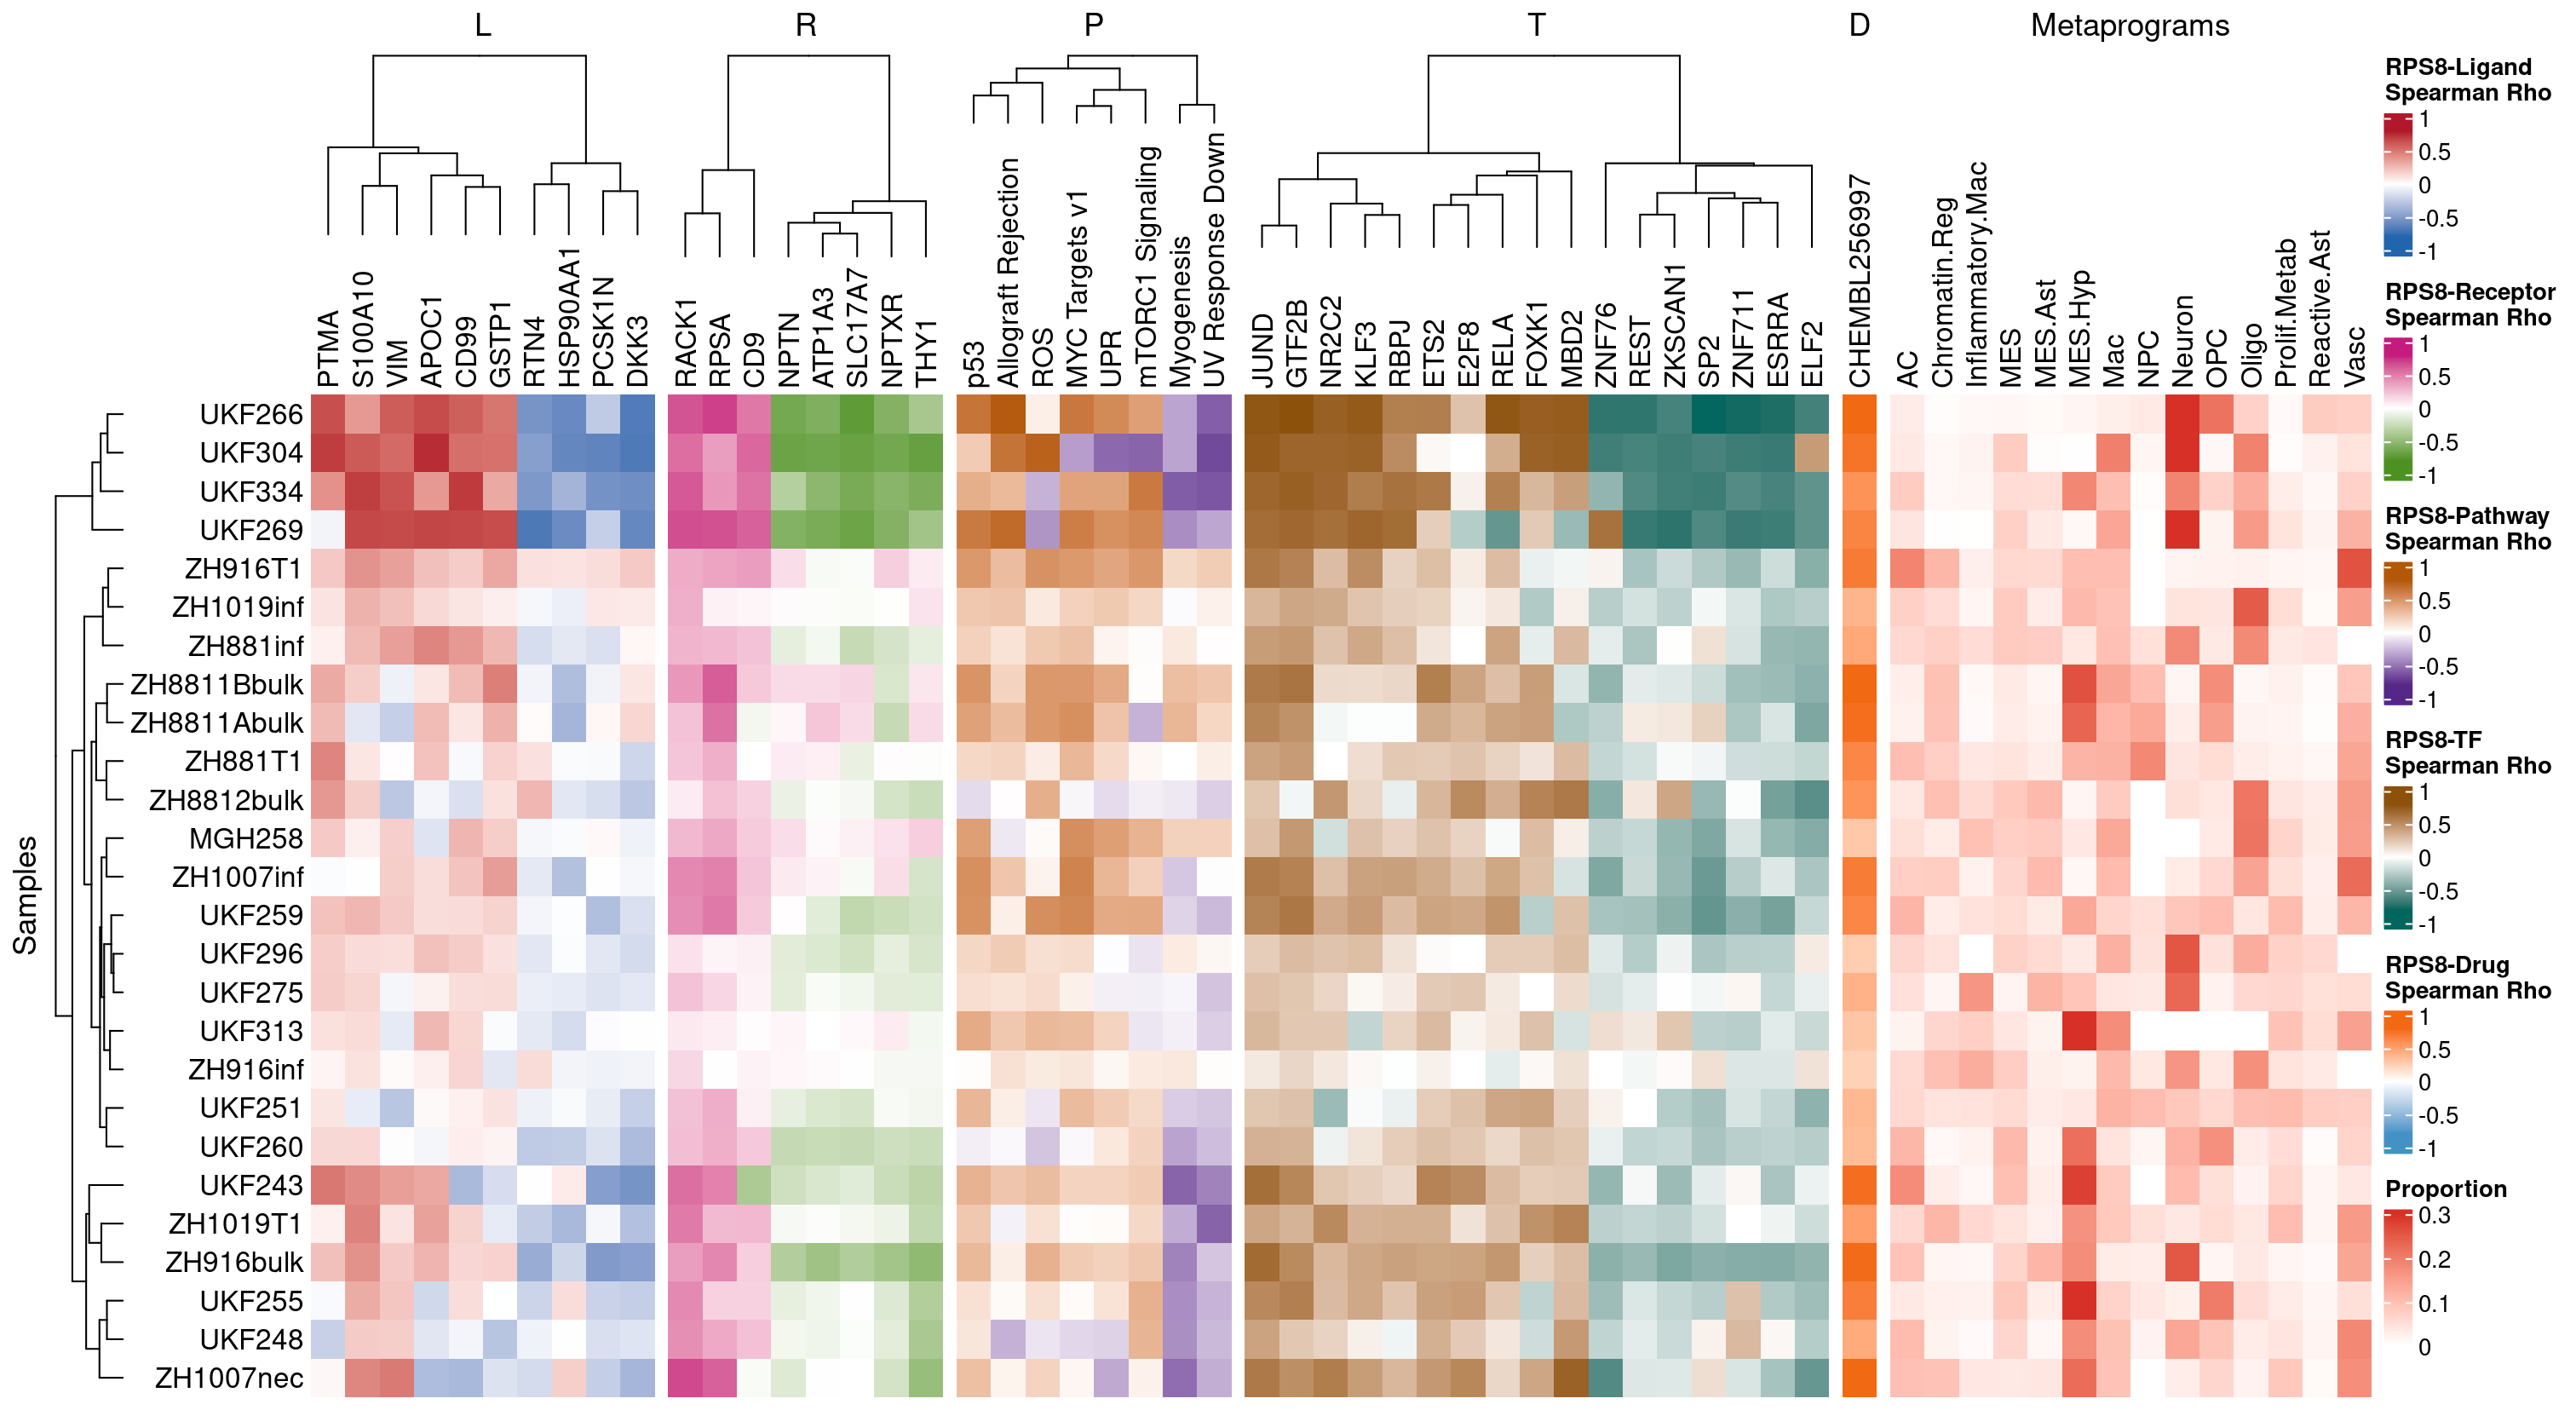 L
R
P
T
D
Metaprograms
PTMA
S100A10
VIM
APOC1
CD99
GSTP1
RTN4
HSP90AA1
PCSK1N
DKK3
RACK1
RPSA
CD9
NPTN
ATP1A3
SLC17A7
NPTXR
THY1
p53
Allograft Rejection
ROS
MYC Targets v1
UPR
mTORC1 Signaling
Myogenesis
UV Response Down
JUND
GTF2B
NR2C2
KLF3
RBPJ
ETS2
E2F8
RELA
FOXK1
MBD2
ZNF76
REST
ZKSCAN1
SP2
ZNF711
ESRRA
ELF2
CHEMBL256997
AC
Chromatin.Reg
Inflammatory.Mac
MES
MES.Ast
MES.Hyp
Mac
NPC
Neuron
OPC
Oligo
Prolif.Metab
Reactive.Ast
Vasc
Samples
UKF266
UKF304
UKF334
UKF269
ZH916T1
ZH1019inf
ZH881inf
ZH8811Bbulk
ZH8811Abulk
ZH881T1
ZH8812bulk
MGH258
ZH1007inf
UKF259
UKF296
UKF275
UKF313
ZH916inf
UKF251
UKF260
UKF243
ZH1019T1
ZH916bulk
UKF255
UKF248
ZH1007nec
RPS8-Ligand
Spearman Rho
1
0.5
0
-0.5
-1
RPS8-Receptor
Spearman Rho
1
0.5
0
-0.5
-1
RPS8-Pathway
Spearman Rho
1
0.5
0
-0.5
-1
RPS8-TF
Spearman Rho
1
0.5
0
-0.5
-1
RPS8-Drug
Spearman Rho
1
0.5
0
-0.5
-1
Proportion
0.3
0.2
0.1
0